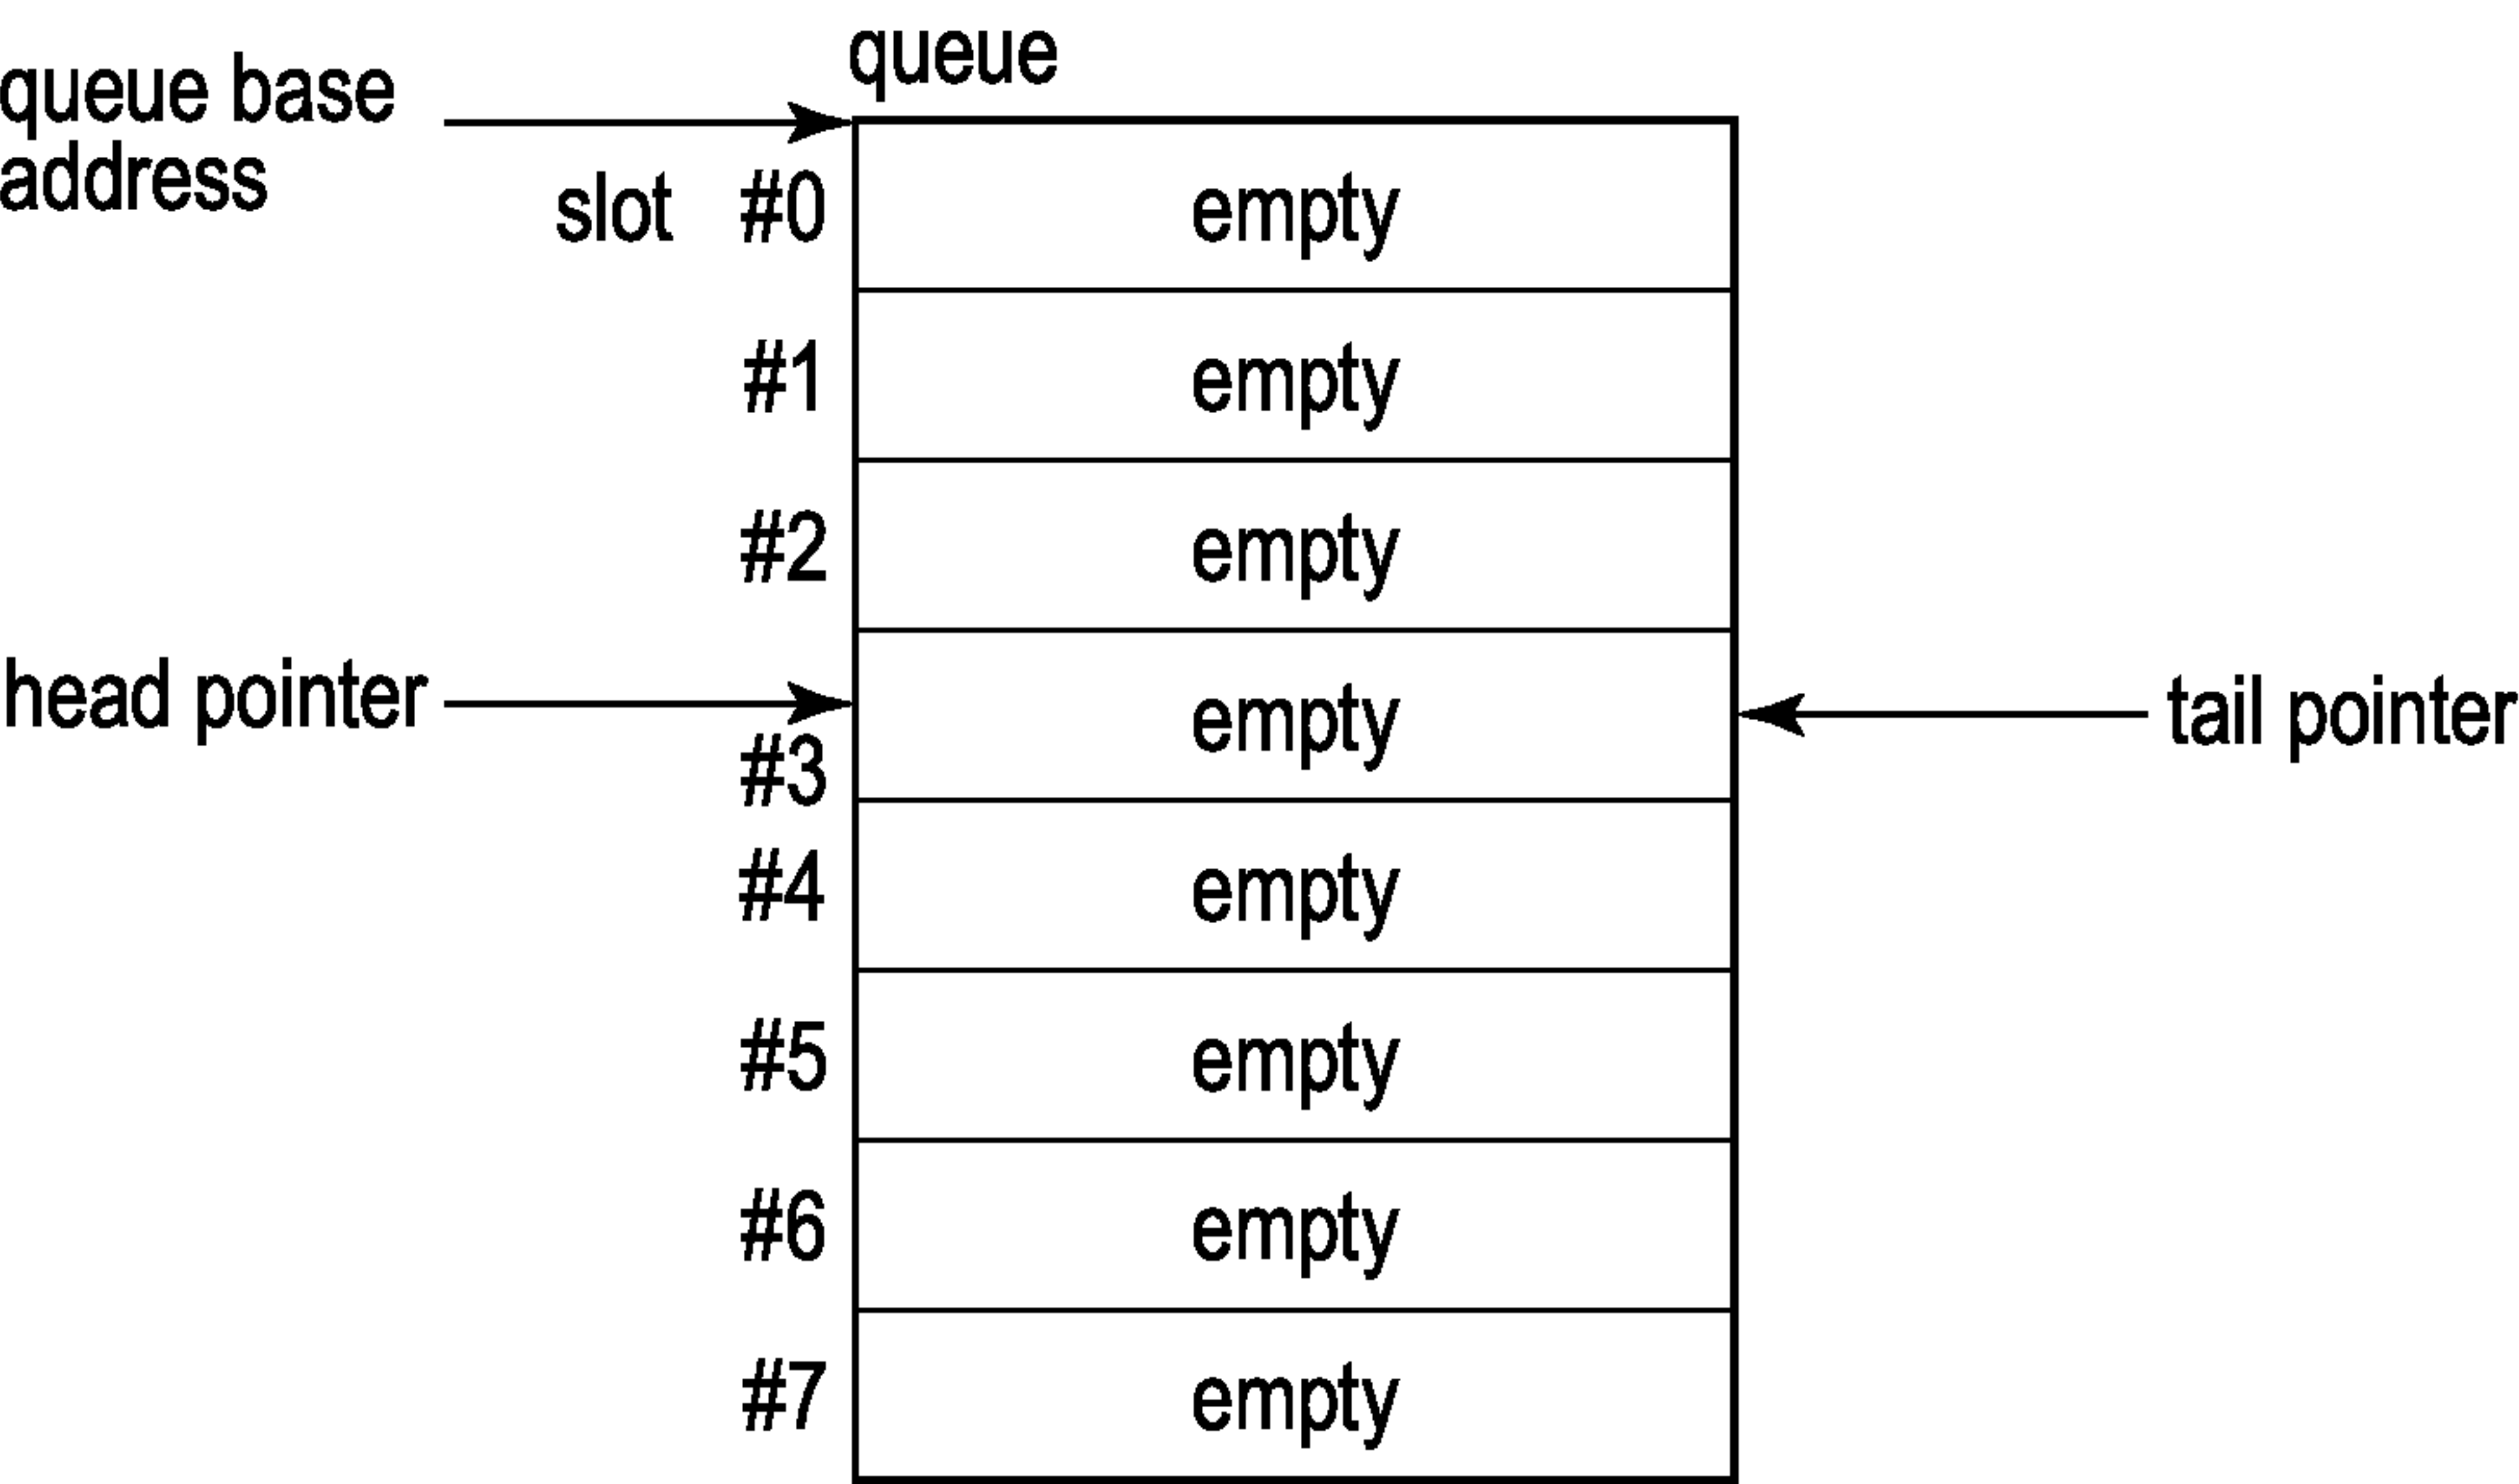 queue
queue base
address
slot #0 empty
#1 empty
#2 empty
head pointer
empty
tail pointer
#3
#4 empty
#5 empty
#6 empty
#7 empty